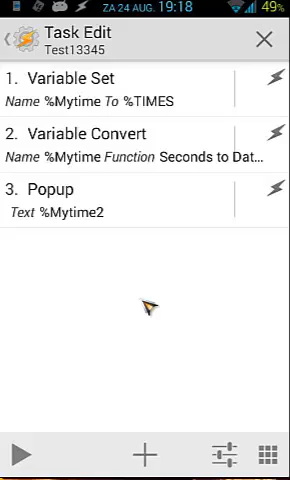 ZA 24 AUG. 19:18 49%
Task Edit
Test13345
1. Variable Set
Name %Mytime To %TIMES
2. Variable Convert
Name %Mytime Function Seconds to Dat...
3. Popup
Text %Mytime2